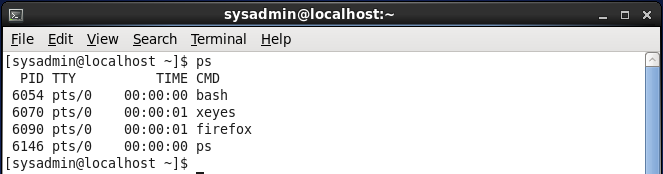 sysadmin@localhost:~
File Edit View Search Terminal Help
[sysadmin@localhost ~]$ ps
  PID TTY          TIME CMD
 6054 pts/0    00:00:00 bash
 6070 pts/0    00:00:01 xeyes
 6090 pts/0    00:00:01 firefox
 6146 pts/0    00:00:00 ps
[sysadmin@localhost ~]$